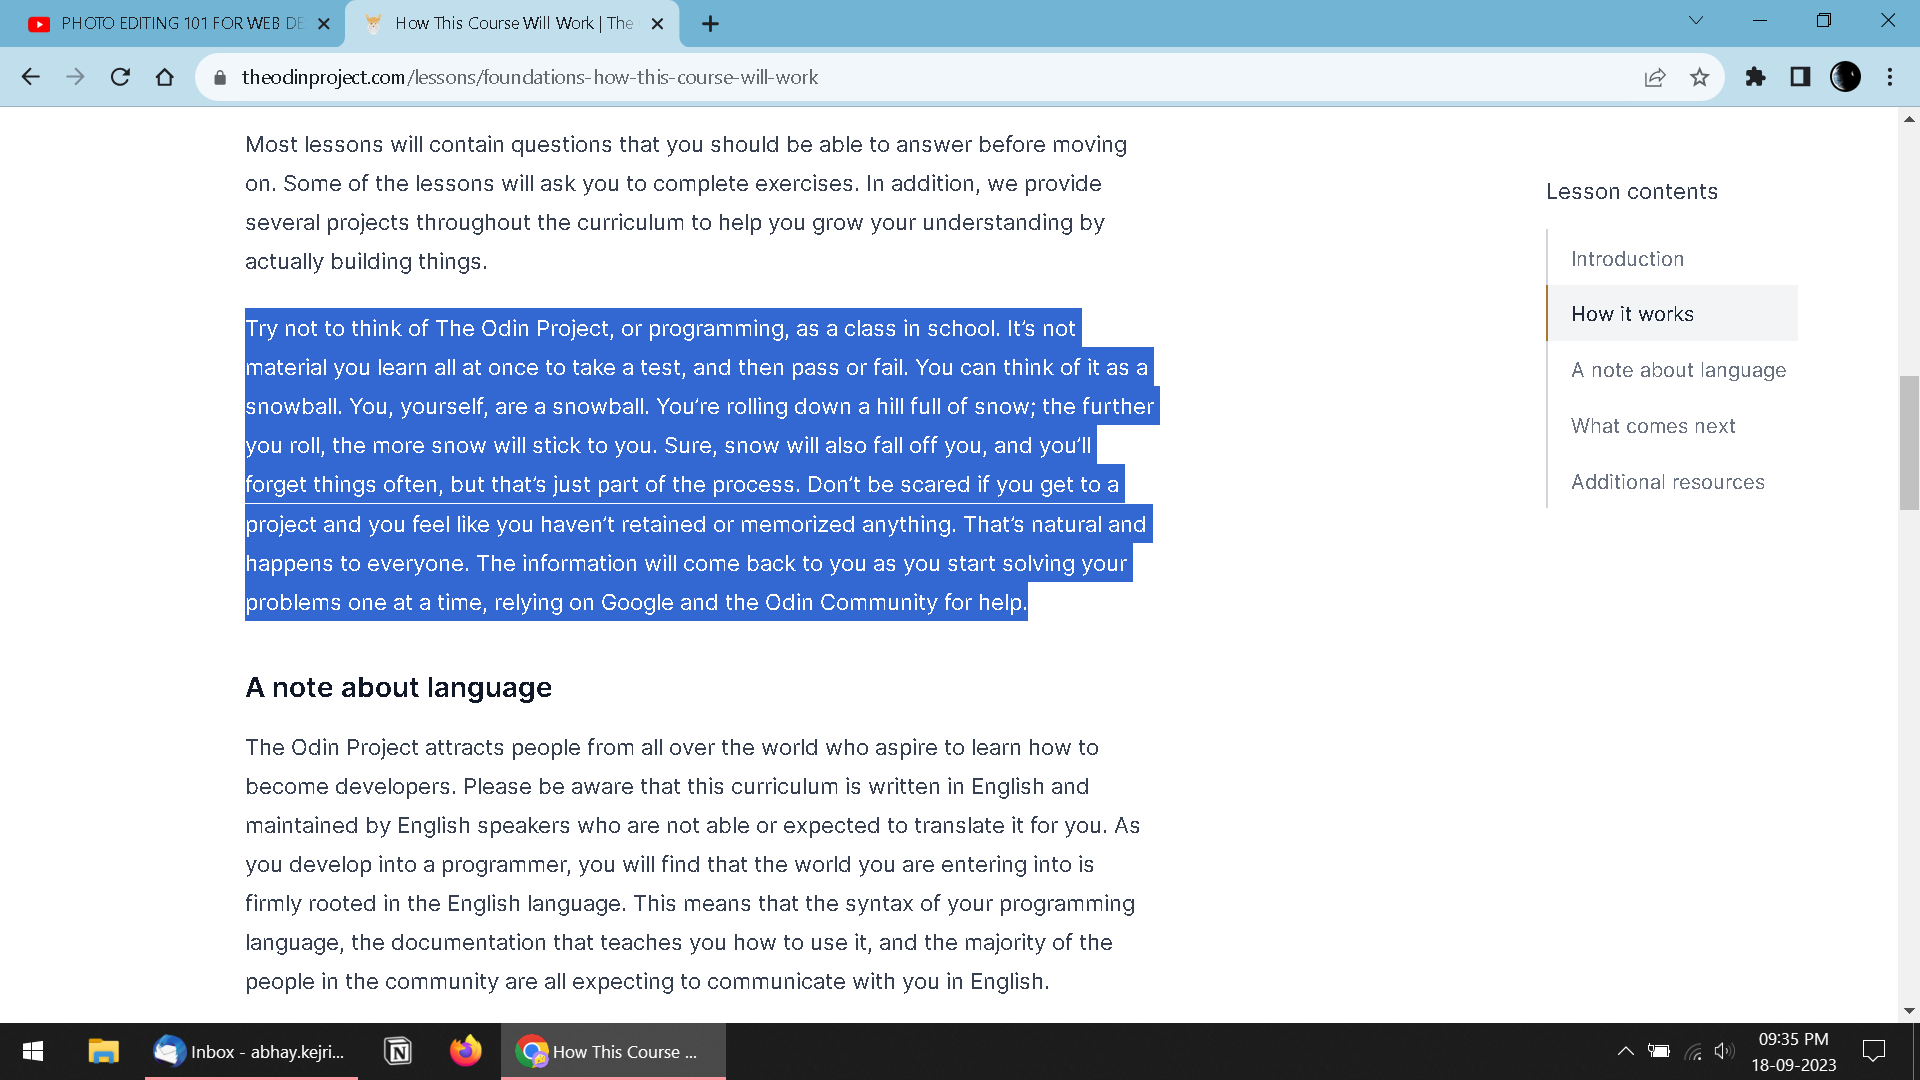 PHOTO EDITING 101 FOR WEB DE
How This Course Will Work | The
theodinproject.com/lessons/foundations-how-this-course-will-work
Most lessons will contain questions that you should be able to answer before moving
on. Some of the lessons will ask you to complete exercises. In addition, we provide
several projects throughout the curriculum to help you grow your understanding by
actually building things.
Try not to think of The Odin Project, or programming, as a class in school. It’s not
material you learn all at once to take a test, and then pass or fail. You can think of it as a
snowball. You, yourself, are a snowball. You’re rolling down a hill full of snow; the further
you roll, the more snow will stick to you. Sure, snow will also fall off you, and you’ll
forget things often, but that’s just part of the process. Don’t be scared if you get to a
project and you feel like you haven’t retained or memorized anything. That’s natural and
happens to everyone. The information will come back to you as you start solving your
problems one at a time, relying on Google and the Odin Community for help.
A note about language
The Odin Project attracts people from all over the world who aspire to learn how to
become developers. Please be aware that this curriculum is written in English and
maintained by English speakers who are not able or expected to translate it for you. As
you develop into a programmer, you will find that the world you are entering into is
firmly rooted in the English language. This means that the syntax of your programming
language, the documentation that teaches you how to use it, and the majority of the
people in the community are all expecting to communicate with you in English.
Lesson contents
Introduction
How it works
A note about language
What comes next
Additional resources
Inbox - abhay.kejri...
How This Course ...
09:35 PM
18-09-2023